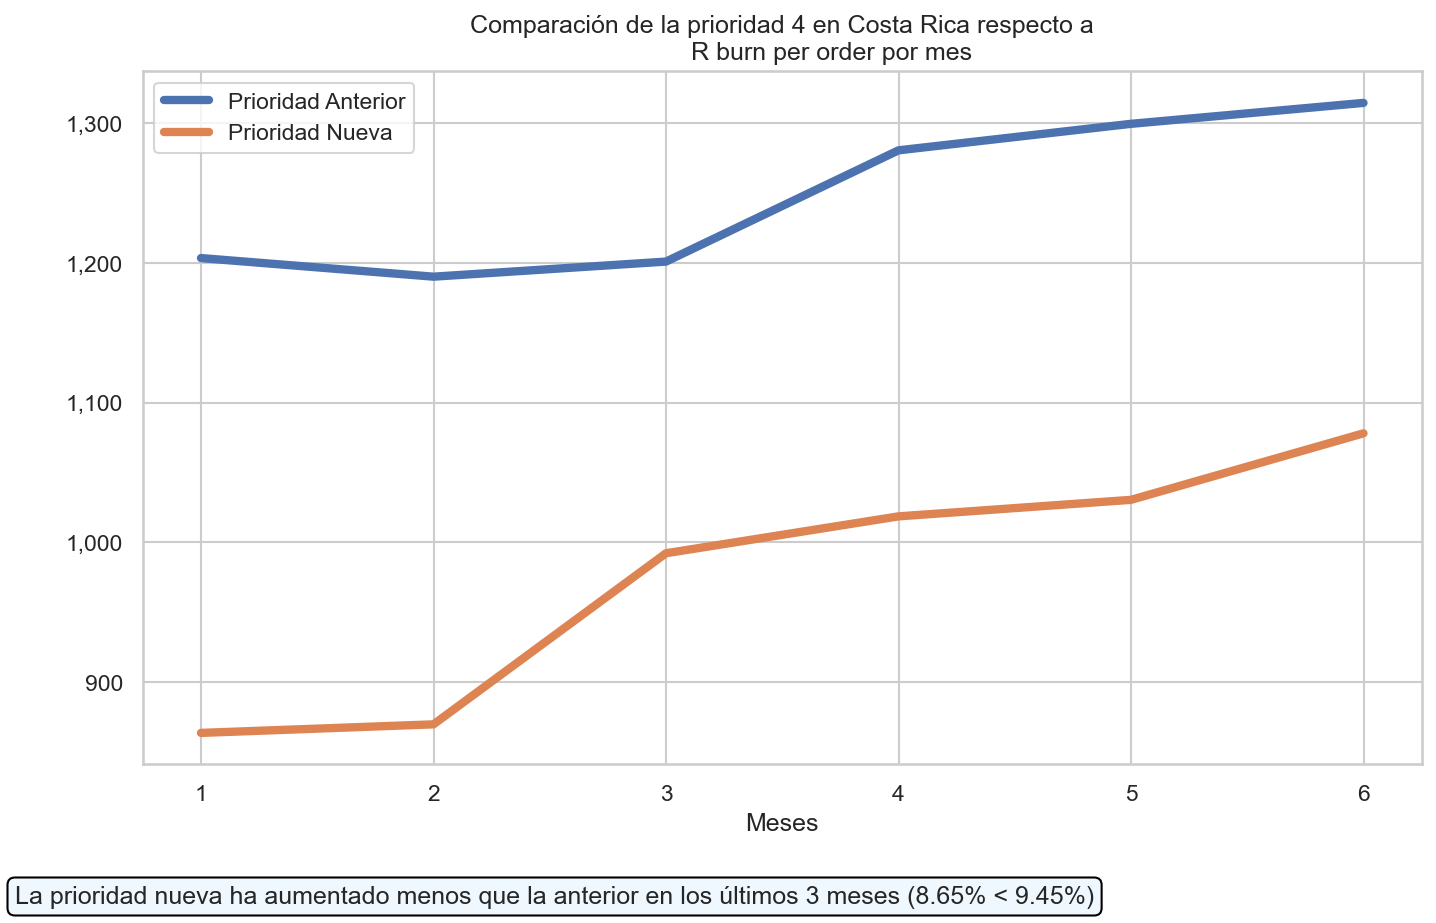 Comparación de la prioridad 4 en Costa Rica respecto a
R burn per order por mes
Prioridad Anterior
Prioridad Nueva
1,300
1,200
1,100
1,000
900
1 2 3 4 5 6
Meses
La prioridad nueva ha aumentado menos que la anterior en los últimos 3 meses (8.65% < 9.45%)